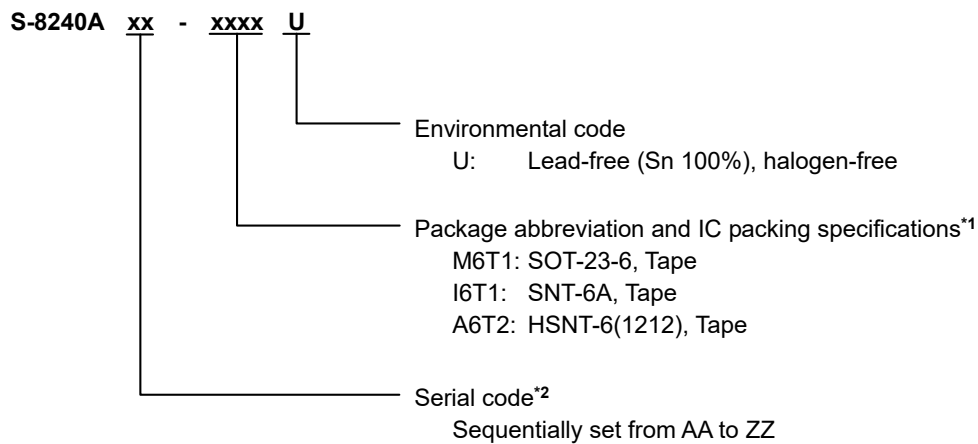 S-8240A xx - xxxx U
Environmental code
U: Lead-free (Sn 100%), halogen-free
Package abbreviation and IC packing specifications*1
M6T1: SOT-23-6, Tape
I6T1: SNT-6A, Tape
A6T2: HSNT-6(1212), Tape
Serial code*2
Sequentially set from AA to ZZ